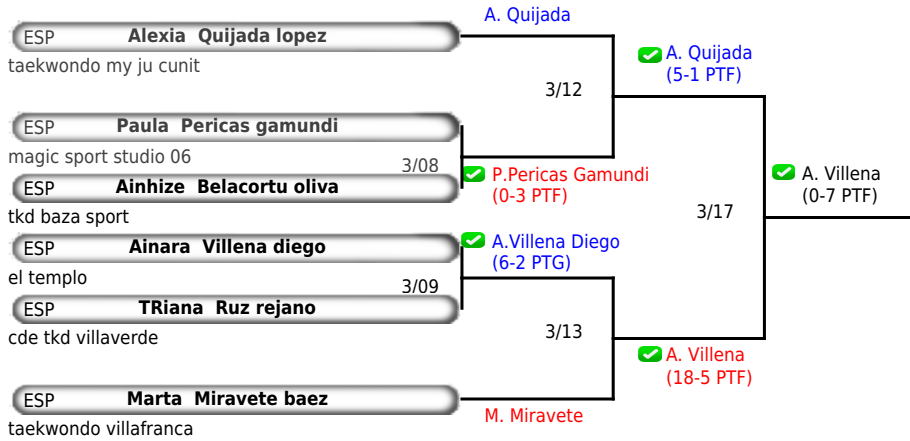 A. Quijada
ESP Alexia Quijada lopez
taekwondo my ju cunit
A. Quijada
(5-1 PTF)
3/12
ESP Paula Pericas gamundi
magic sport studio 06
3/08
P.Pericas Gamundi
(0-3 PTF)
ESP Ainhize Belacortu oliva
tkd baza sport
A. Villena
(0-7 PTF)
3/17
ESP Ainara Villena diego
el templo
A.Villena Diego
(6-2 PTG)
3/09
ESP TRiana Ruz rejano
cde tkd villaverde
3/13
A. Villena
(18-5 PTF)
ESP Marta Miravete baez
taekwondo villafranca
M. Miravete